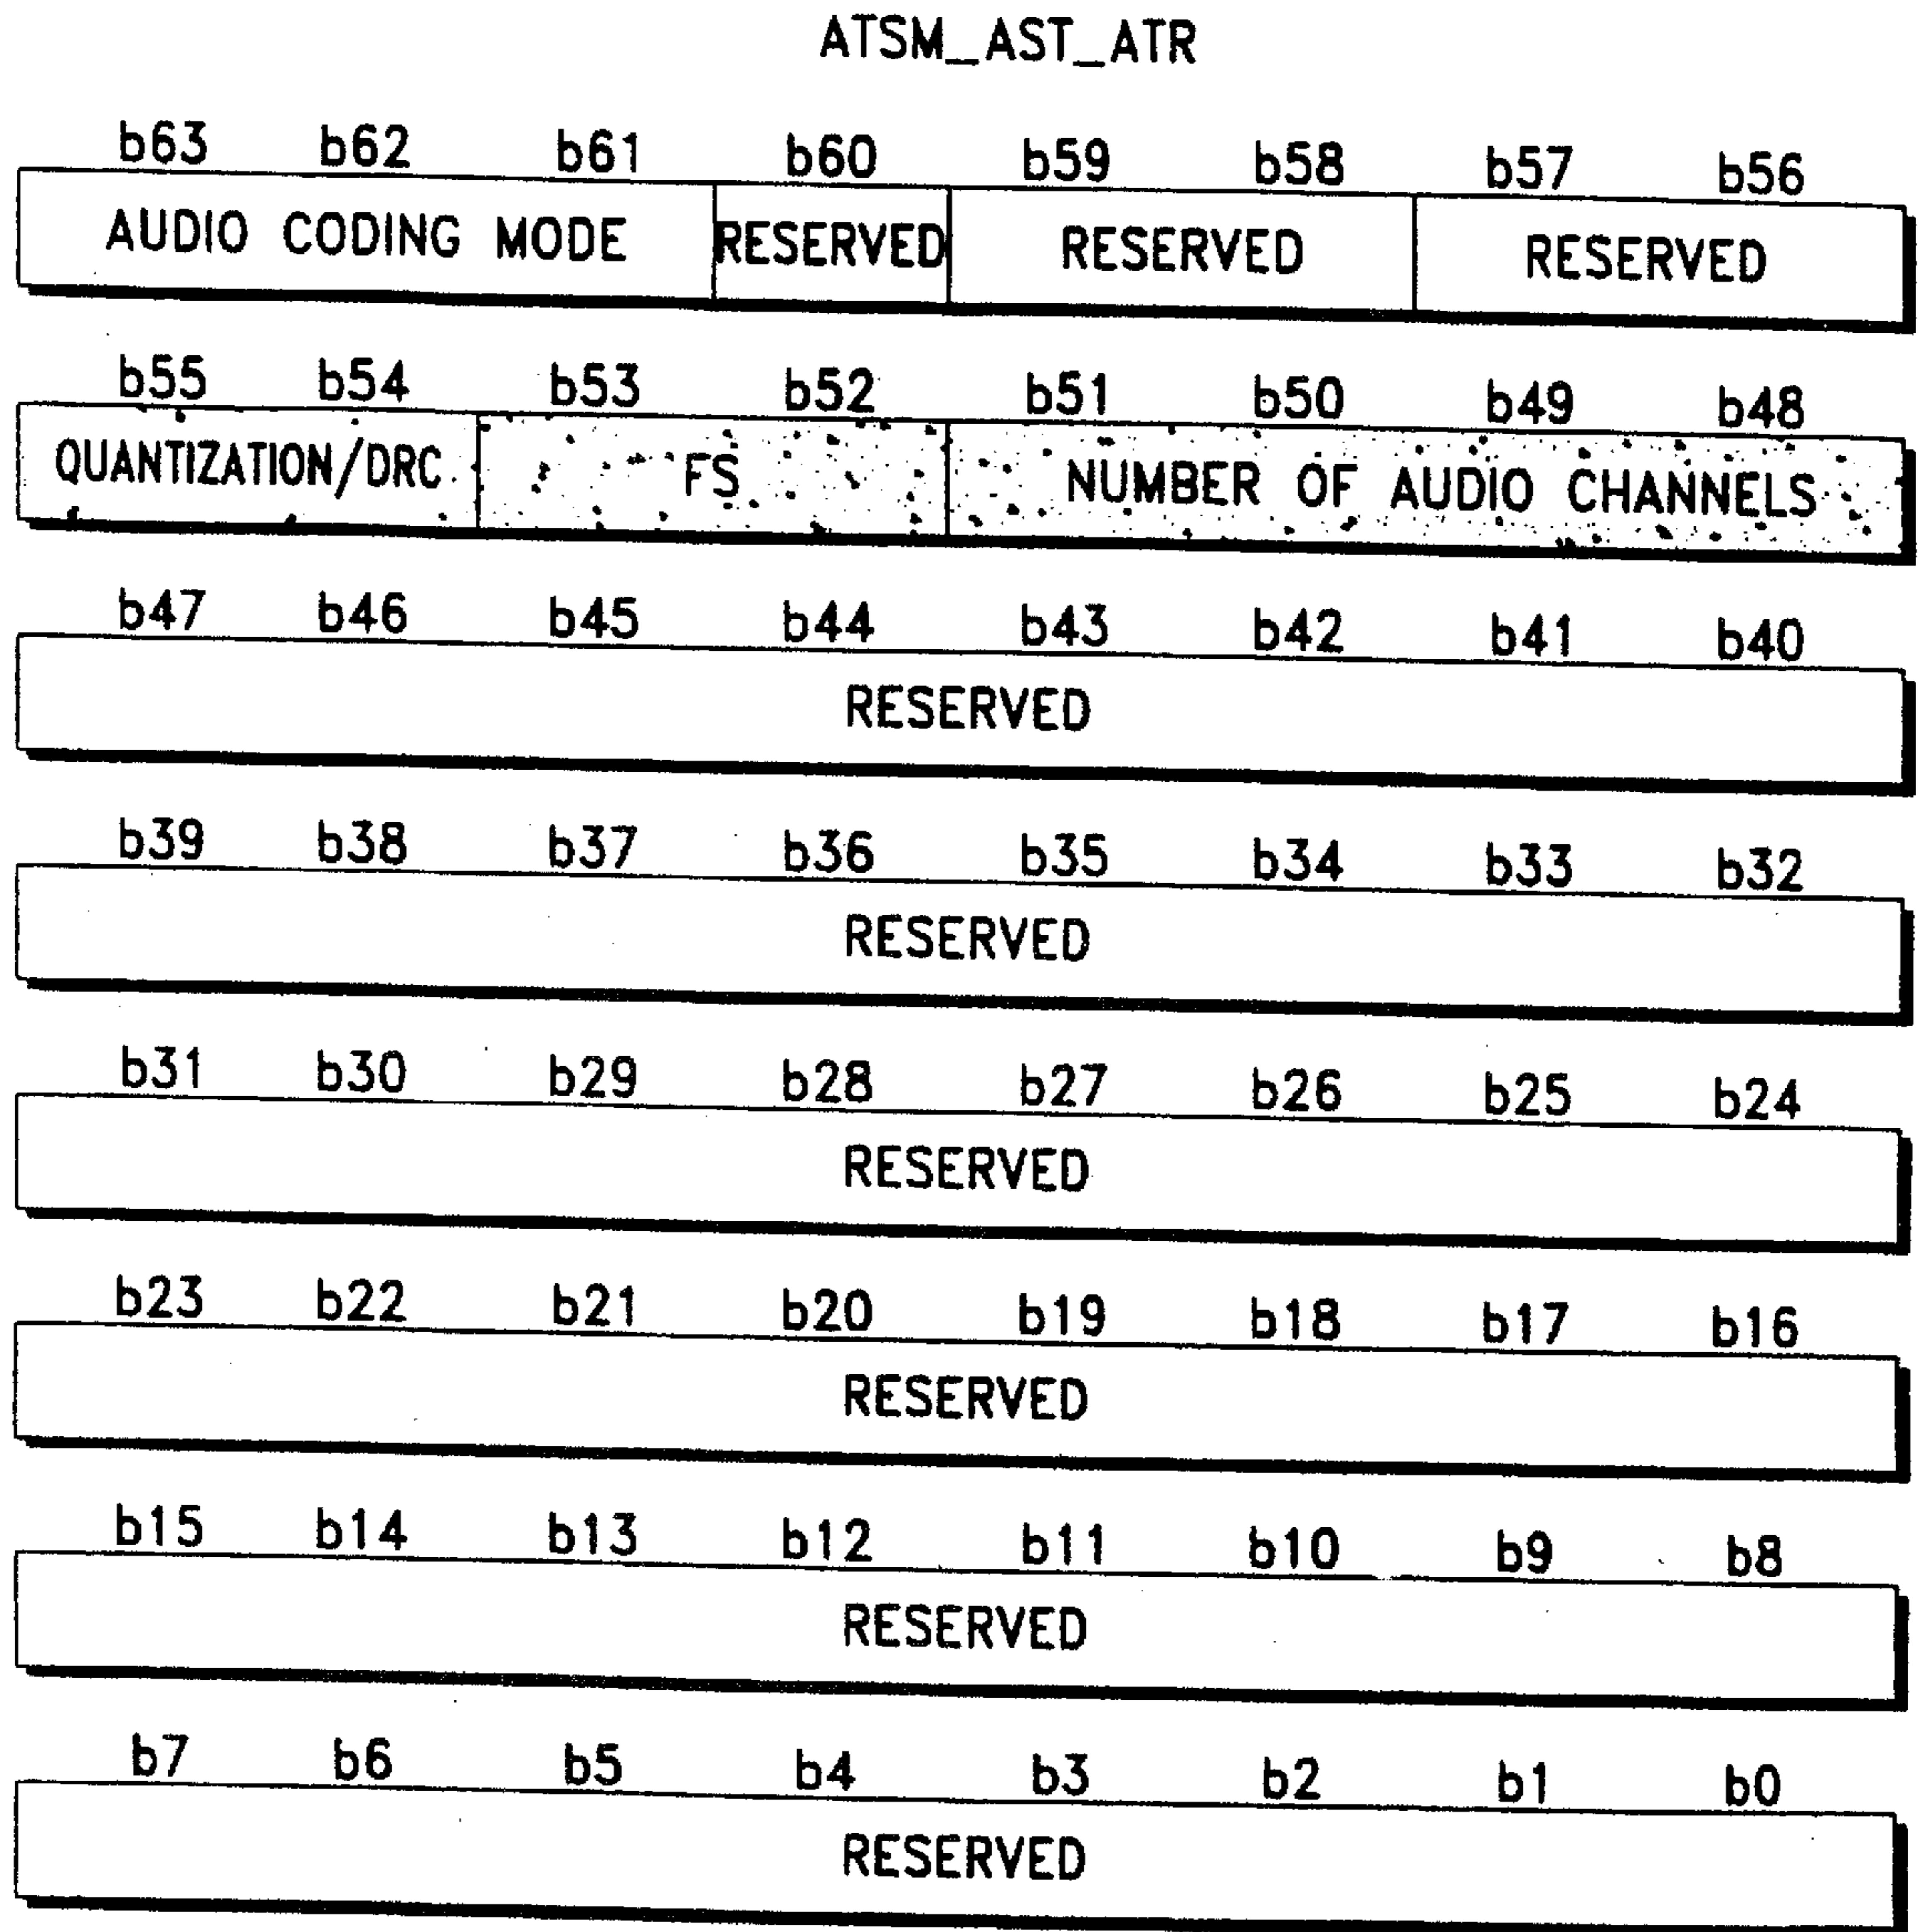 ATSM_AST_ATR
b63 b62 b61 b60 b59 b58 b57 b56
AUDIO CODING MODE RESERVED RESERVED RESERVED
b55 b54 b53 b52 b51 b50 b49 b48
QUANTIZATION/DRC FS NUMBER OF AUDIO CHANNELS
b47 b46 b45 b44 b43 b42 b41 b40
RESERVED
b39 b38 b37 b36 b35 b34 b33 b32
RESERVED
b31 b30 b29 b28 b27 b26 b25 b24
RESERVED
b23 b22 b21 b20 b19 b18 b17 b16
RESERVED
b15 b14 b13 b12 b11 b10 b9 b8
RESERVED
b7 b6 b5 b4 b3 b2 b1 b0
RESERVED